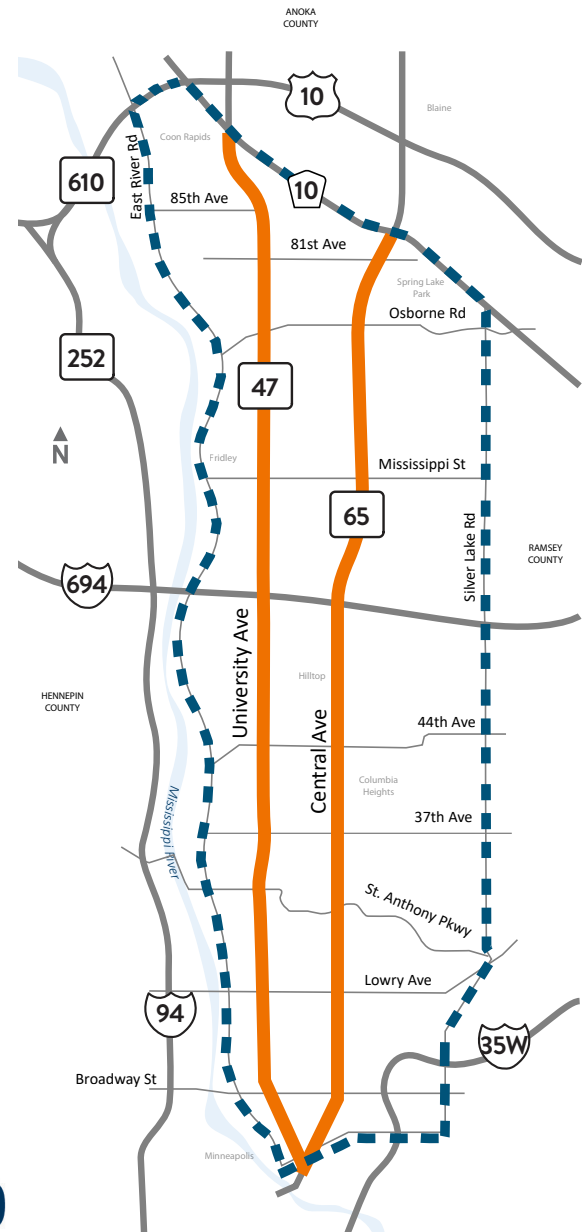 ANOKA
COUNTY
10
Blaine
Coon Rapids
610
East River Rd
10
85th Ave
81st Ave
Spring Lake
Park
Osborne Rd
252
47
N
Fridley
Mississippi St
65
Silver Lake Rd
RAMSEY
COUNTY
694
University Ave
Hilltop
HENNEPIN
COUNTY
44th Ave
Central Ave
Columbia
Heights
37th Ave
Mississippi River
St. Anthony Pkwy
Lowry Ave
94
35W
Broadway St
Minneapolis